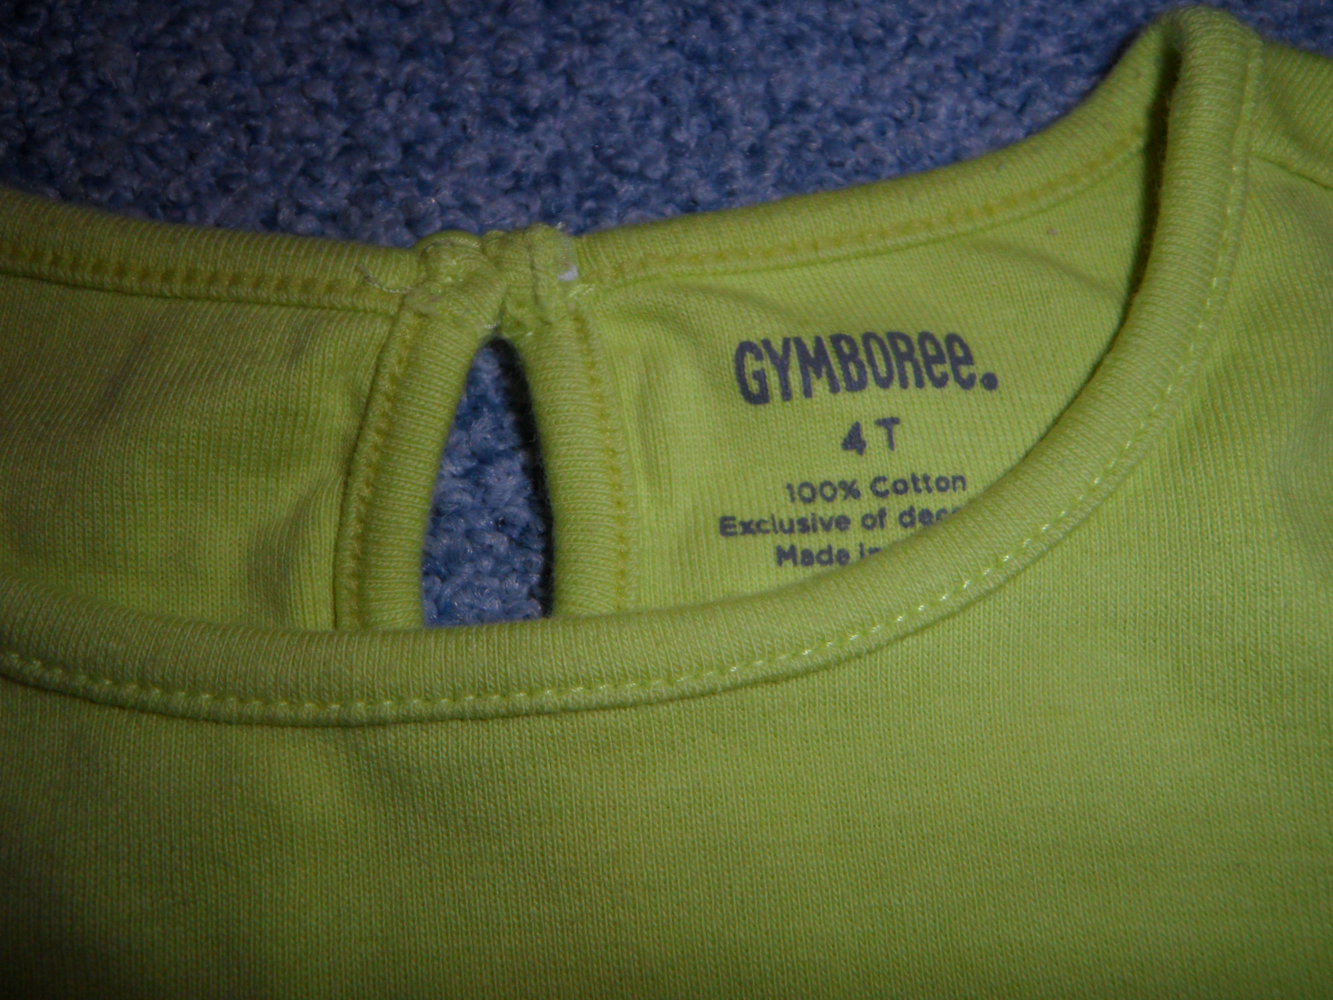 GYMBOREE.
4T
100% Cotton
Exclusive of
Made